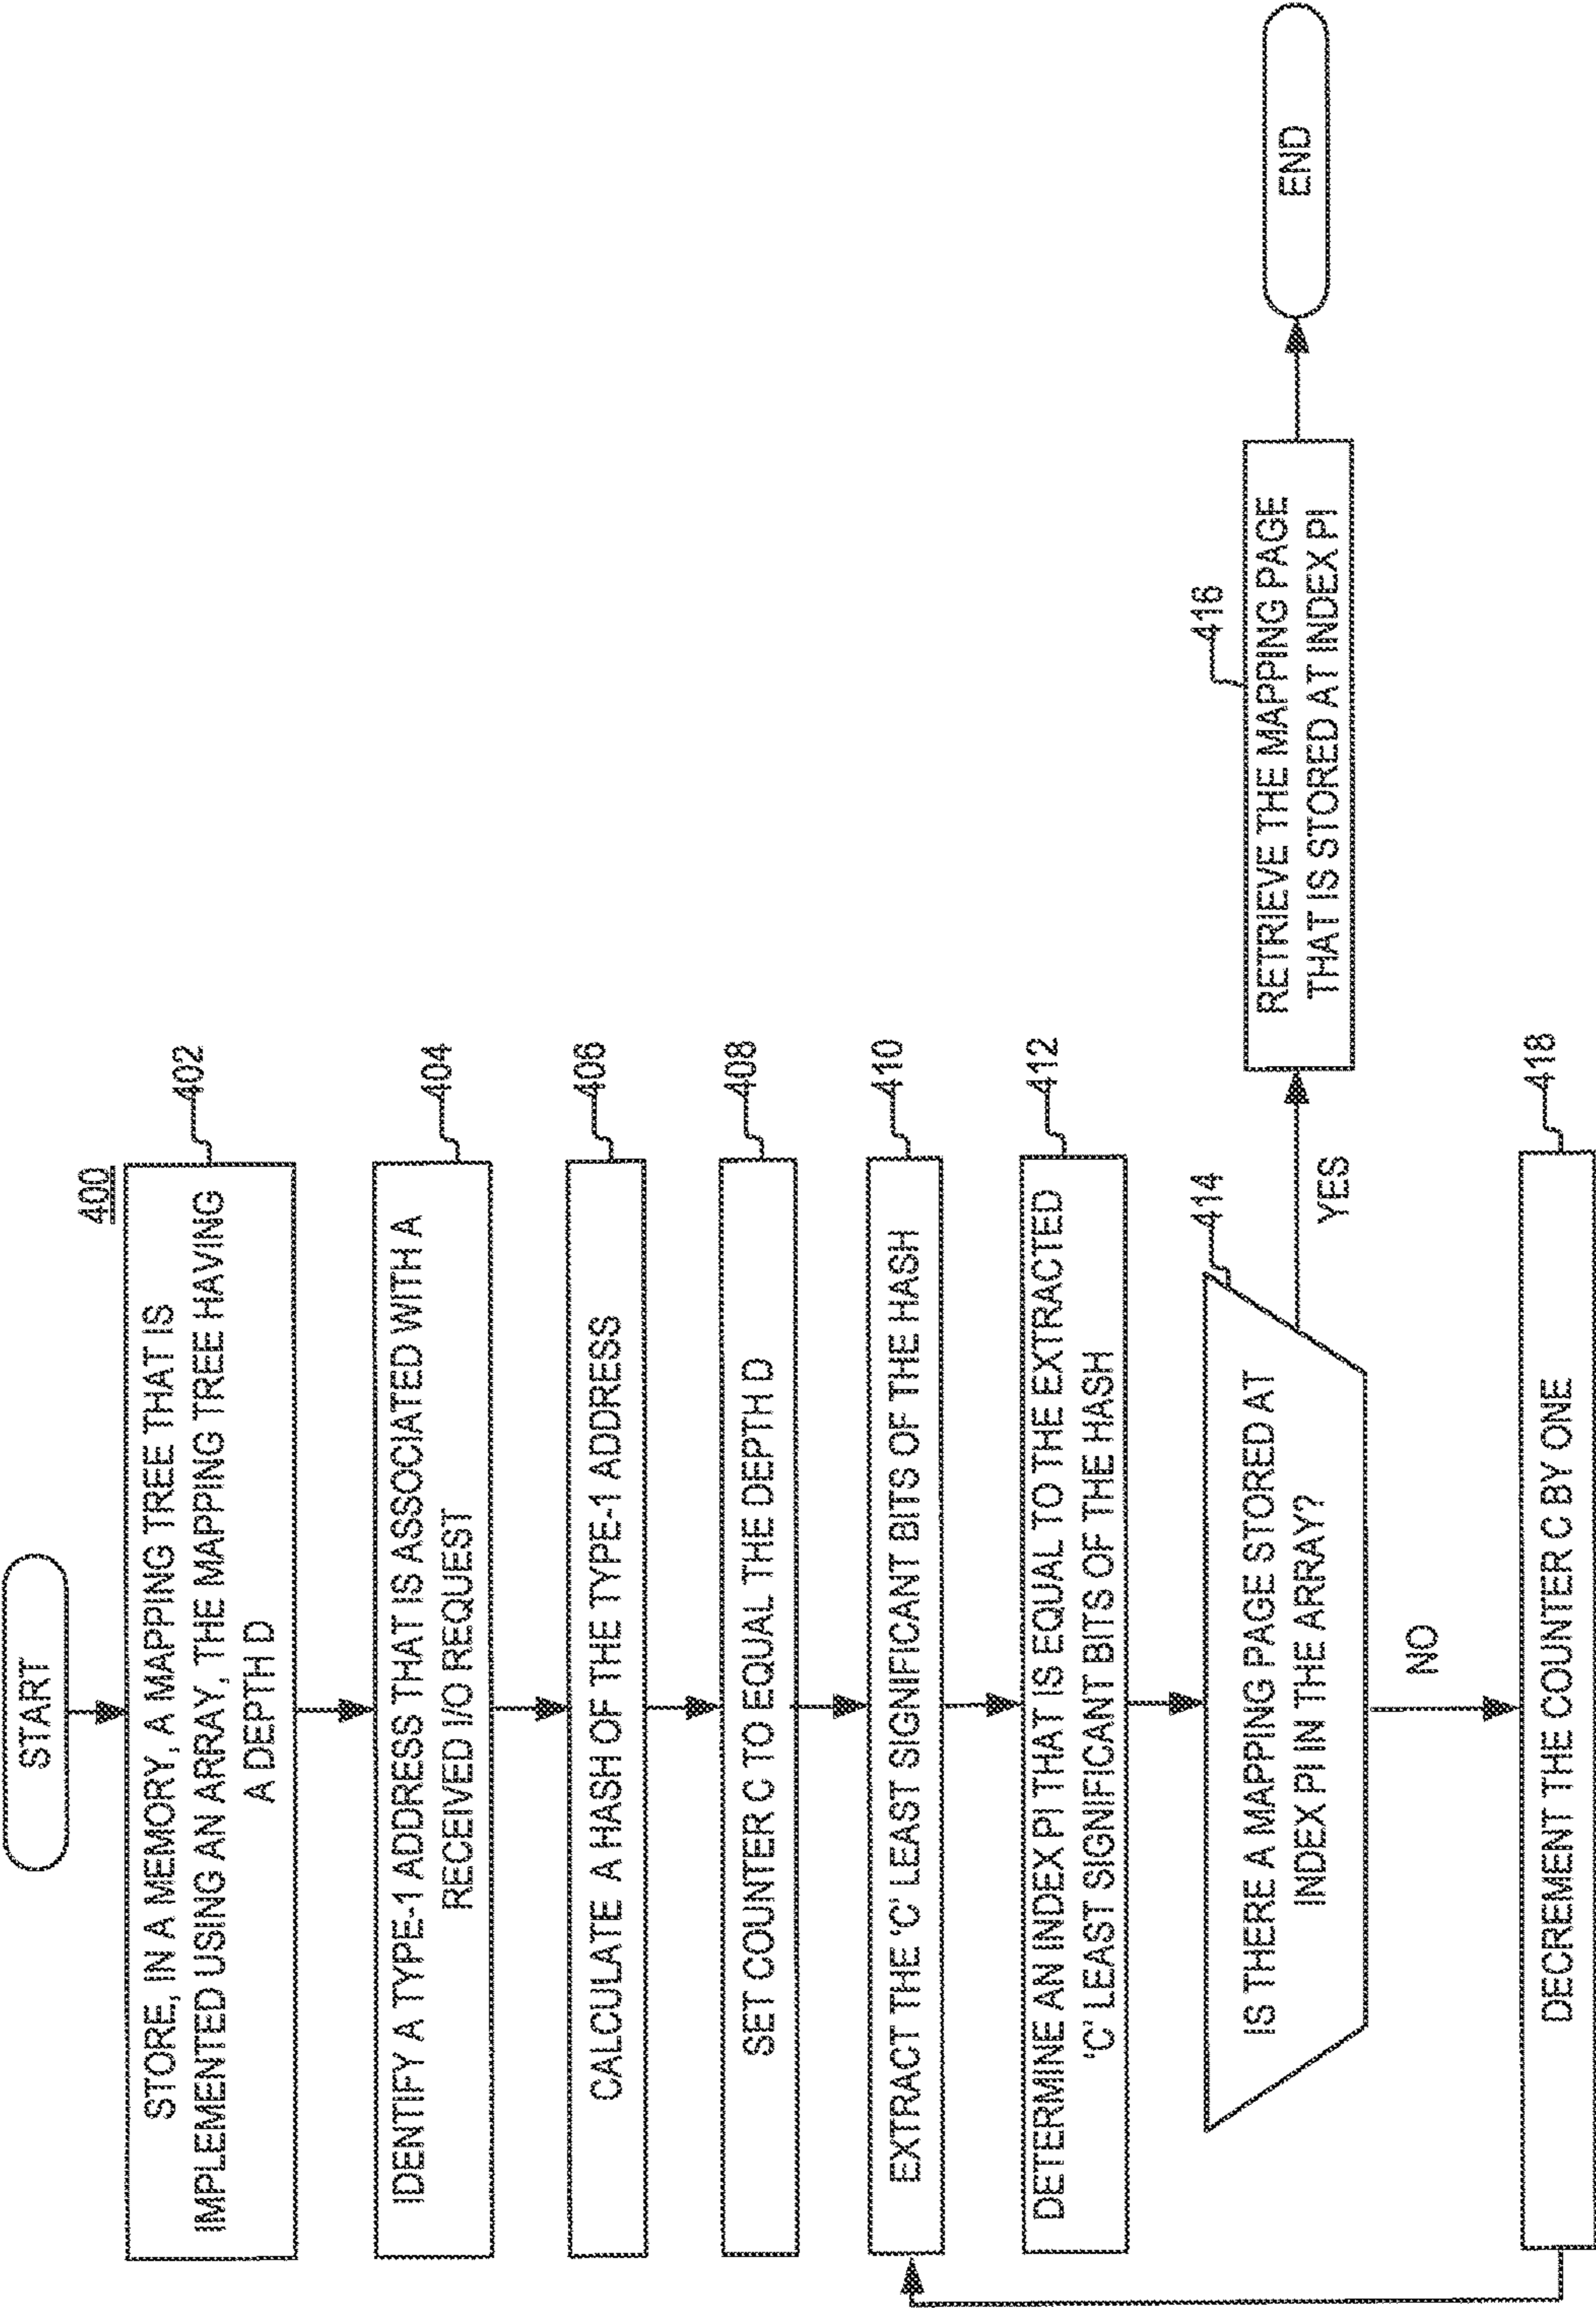 400
START
402
STORE, IN A MEMORY, A MAPPING TREE THAT IS
IMPLEMENTED USING AN ARRAY, THE MAPPING TREE HAVING
A DEPTH D
404
IDENTIFY A TYPE-1 ADDRESS THAT IS ASSOCIATED WITH A
RECEIVED I/O REQUEST
406
CALCULATE A HASH OF THE TYPE-1 ADDRESS
408
SET COUNTER C TO EQUAL THE DEPTH D
410
EXTRACT THE 'C' LEAST SIGNIFICANT BITS OF THE HASH
412
DETERMINE AN INDEX PI THAT IS EQUAL TO THE EXTRACTED
'C' LEAST SIGNIFICANT BITS OF THE HASH
414
IS THERE A MAPPING PAGE STORED AT
INDEX PI IN THE ARRAY?
YES
416
RETRIEVE THE MAPPING PAGE
THAT IS STORED AT INDEX PI
END
NO
418
DECREMENT THE COUNTER C BY ONE